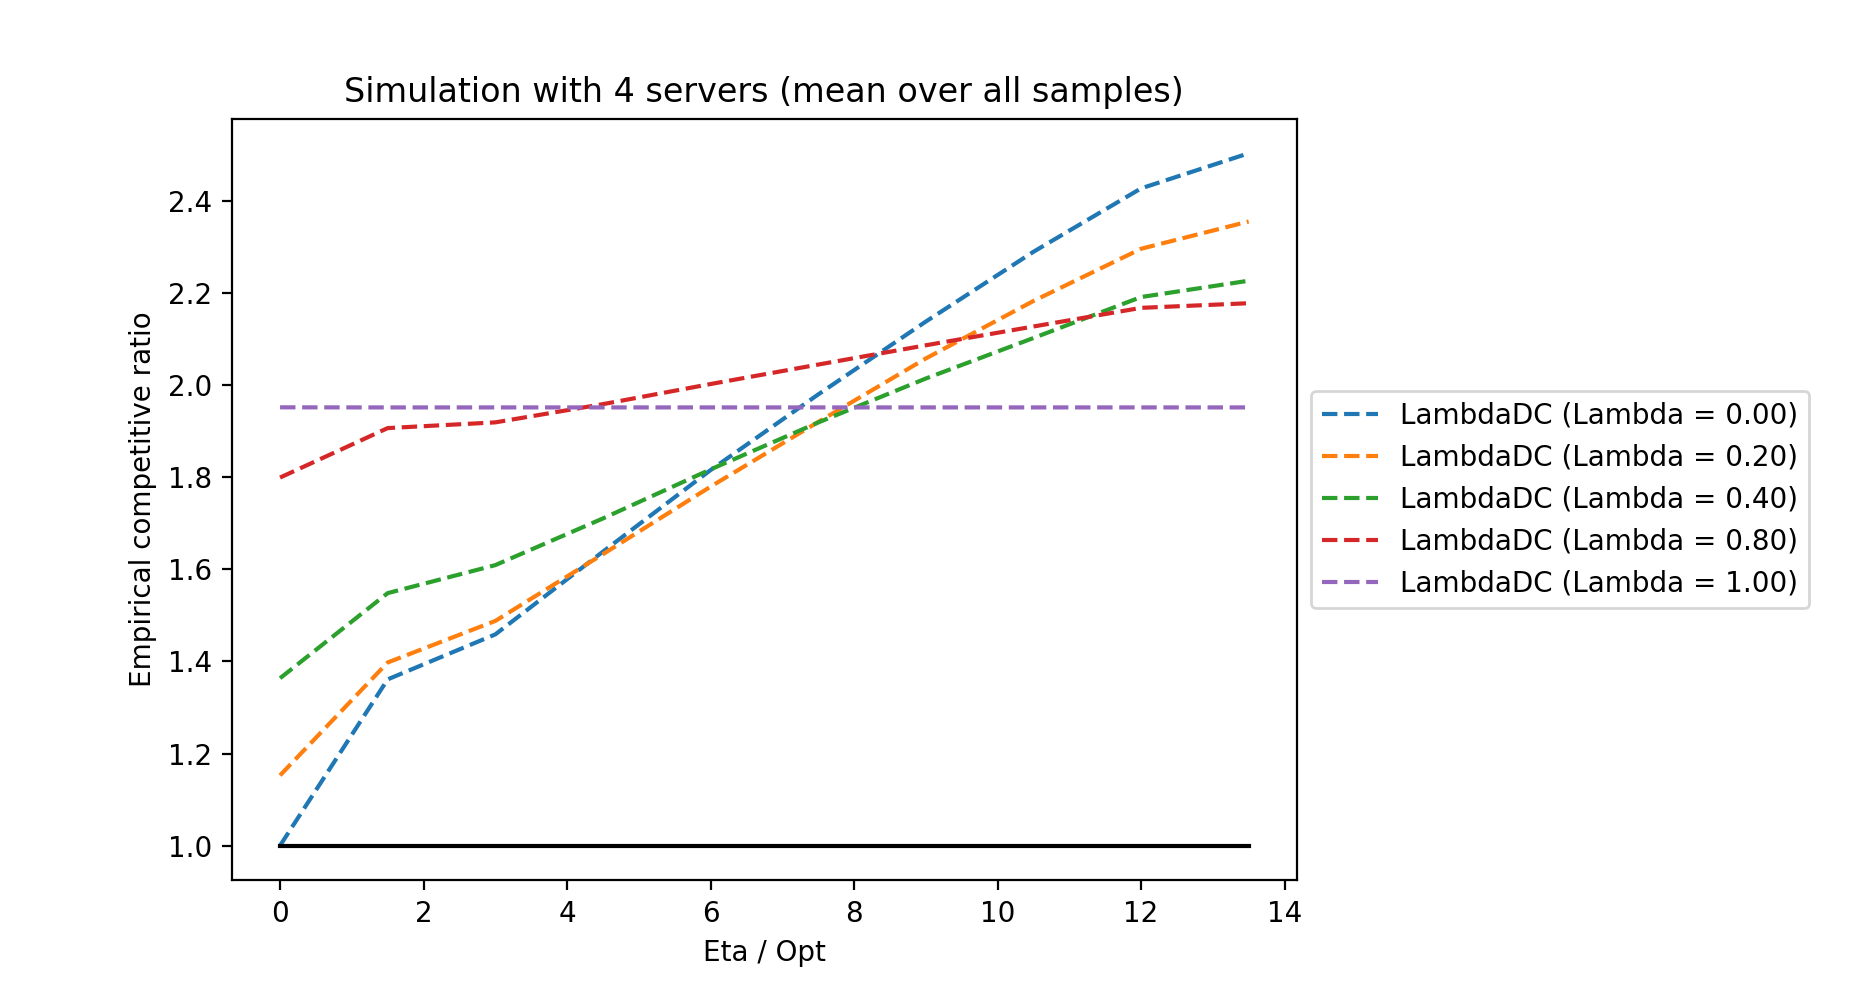 Simulation with 4 servers (mean over all samples)
Empirical competitive ratio
2.4
2.2
2.0
1.8
1.6
1.4
1.2
1.0
0 2 4 6 8 10 12 14
Eta / Opt
LambdaDC (Lambda = 0.00)
LambdaDC (Lambda = 0.20)
LambdaDC (Lambda = 0.40)
LambdaDC (Lambda = 0.80)
LambdaDC (Lambda = 1.00)